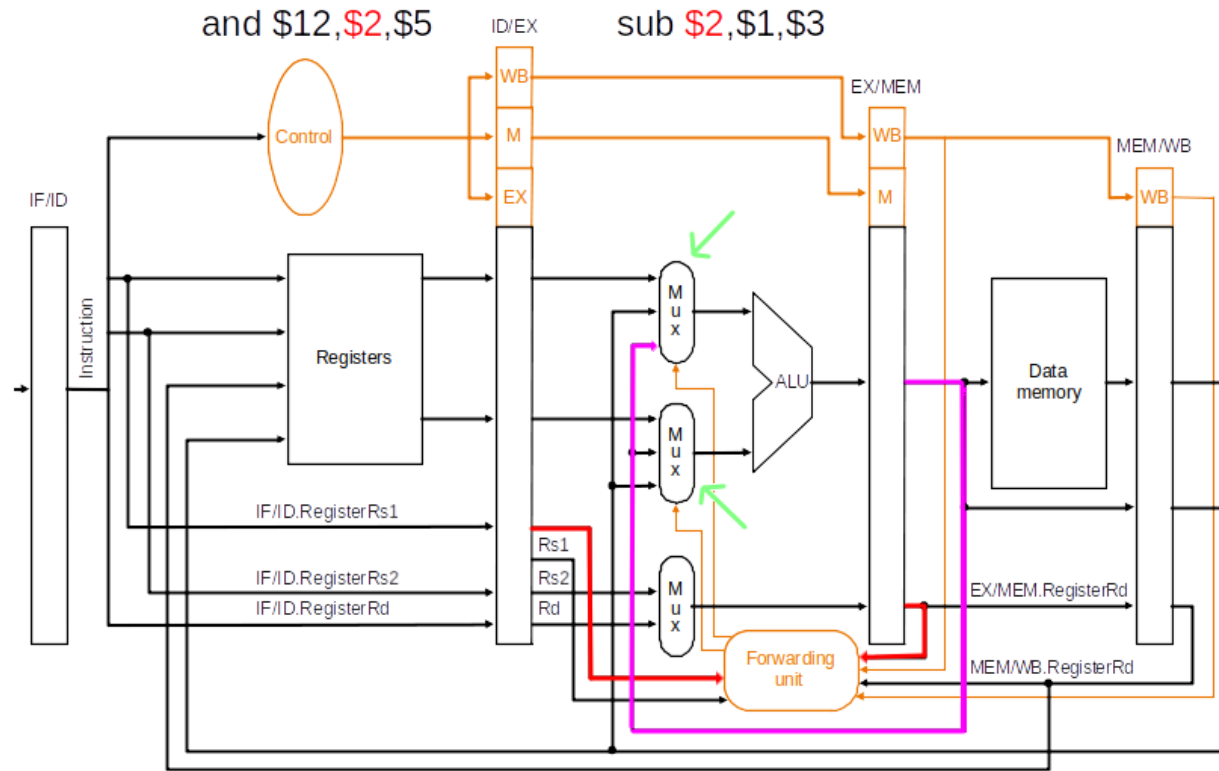 and $12,$2,$5
ID/EX
sub $2,$1,$3
WB
EX/MEM
Control
M
WB
MEM/WB
IF/ID
EX
M
WB
Instruction
Registers
Mux
ALU
Data
memory
Mux
IF/ID.RegisterRs1
Rs1
IF/ID.RegisterRs2
Rs2
IF/ID.RegisterRd
Rd
Mux
EX/MEM.RegisterRd
Forwarding
unit
MEM/WB.RegisterRd